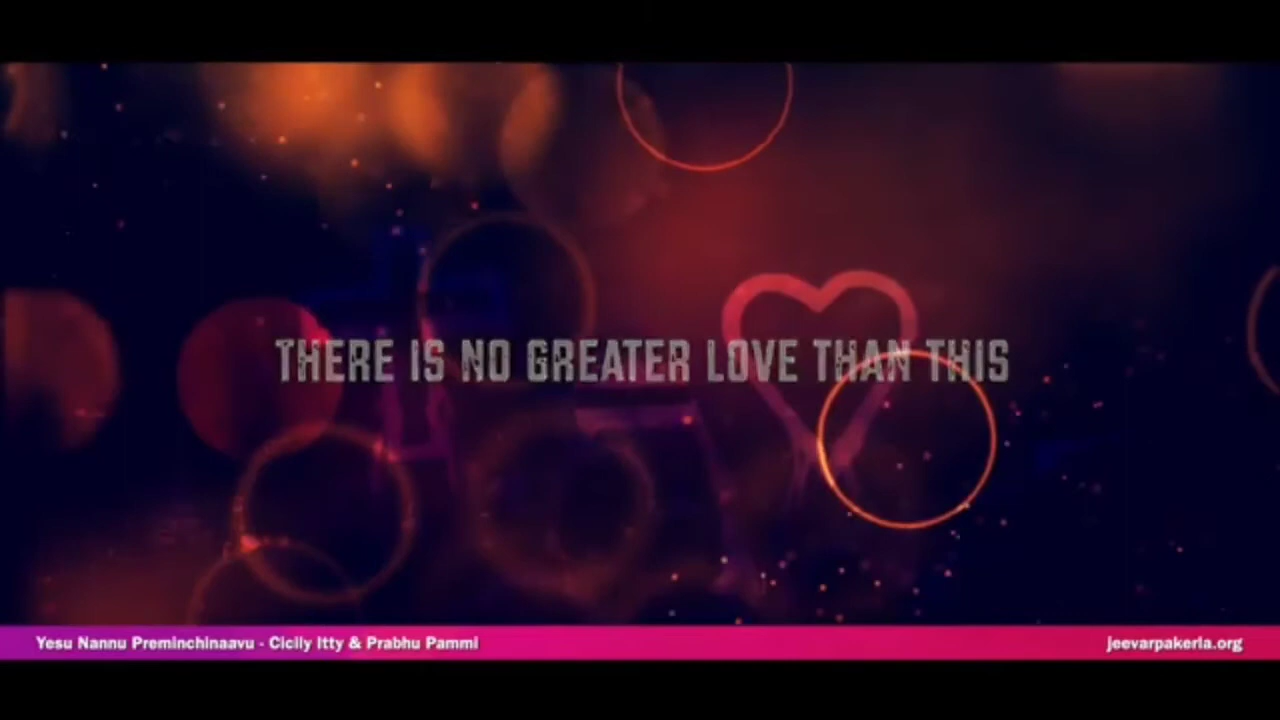 THERE IS NO GREATER LOVE THAN THIS
Yesu Nannu Preminchinaavu - Cicily Itty & Prabhu Pammi
jeevarpakerla.org